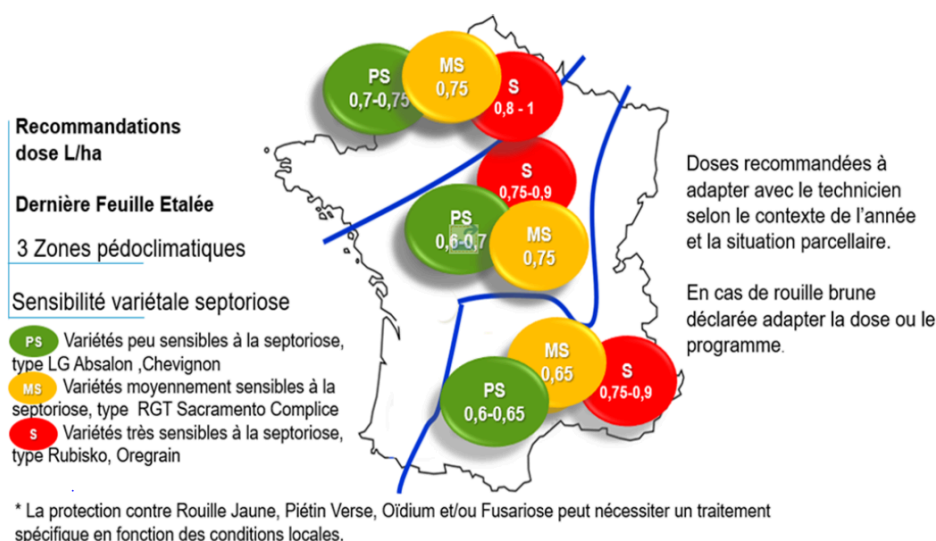 Recommandations
dose L/ha
Dernière Feuille Etalée
3 Zones pédoclimatiques
Sensibilité variétale septoriose
PS Variétés peu sensibles à la septoriose,
type LG Absalon ,Chevignon
MS Variétés moyennement sensibles à la
septoriose, type RGT Sacramento Complice
S Variétés très sensibles à la septoriose,
type Rubisko, Oregrain
PS
0,7-0,75
MS
0,75
S
0,8 - 1
S
0,75-0,9
PS
0,6-0,7
MS
0,75
MS
0,65
S
0,75-0,9
PS
0,6-0,65
Doses recommandées à
adapter avec le technicien
selon le contexte de l'année
et la situation parcellaire.
En cas de rouille brune
déclarée adapter la dose ou le
programme.
* La protection contre Rouille Jaune, Piétin Verse, Oïdium et/ou Fusariose peut nécessiter un traitement
spécifique en fonction des conditions locales.